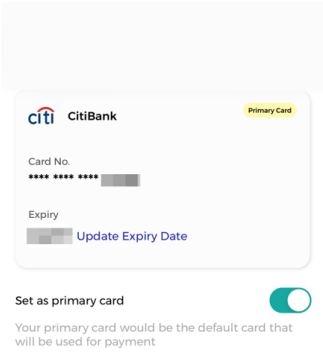 citi CitiBank Primary Card
Card No.
**** **** ****
Expiry
Update Expiry Date
Set as primary card
Your primary card would be the default card that
will be used for payment